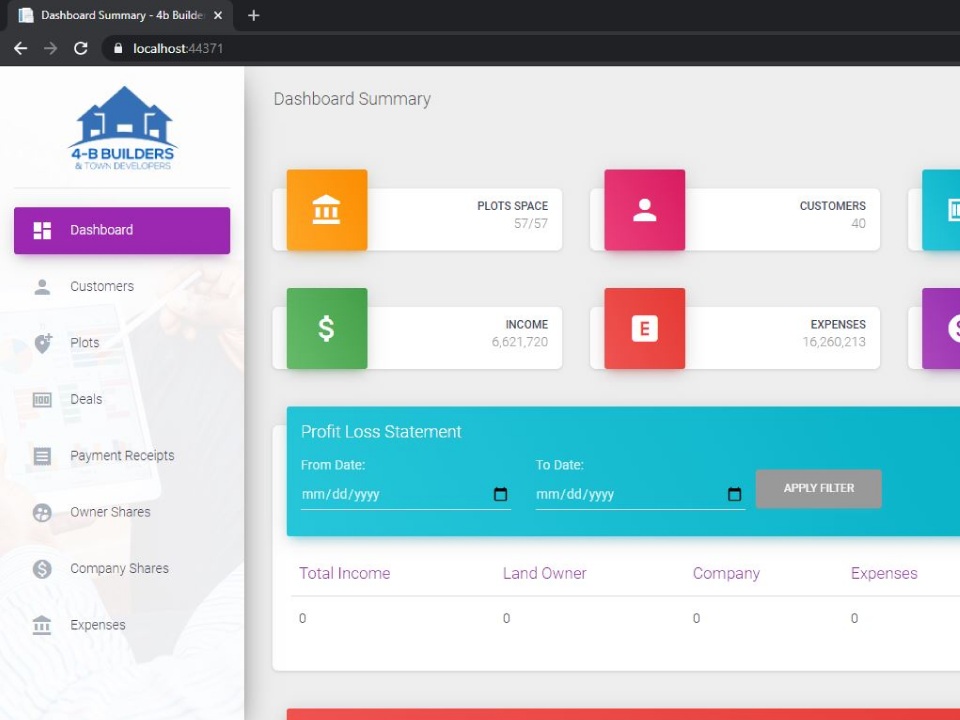 Dashboard Summary - 4b Builde
localhost:44371
4-B BUILDERS
& TOWN DEVELOPERS
Dashboard
Customers
Plots
Deals
Payment Receipts
Owner Shares
Company Shares
Expenses
Dashboard Summary
PLOTS SPACE
57/57
CUSTOMERS
40
INCOME
6,621,720
E
EXPENSES
16,260,213
Profit Loss Statement
From Date:
To Date:
mm/dd/yyyy
mm/dd/yyyy
APPLY FILTER
Total Income Land Owner Company Expenses
0 0 0 0